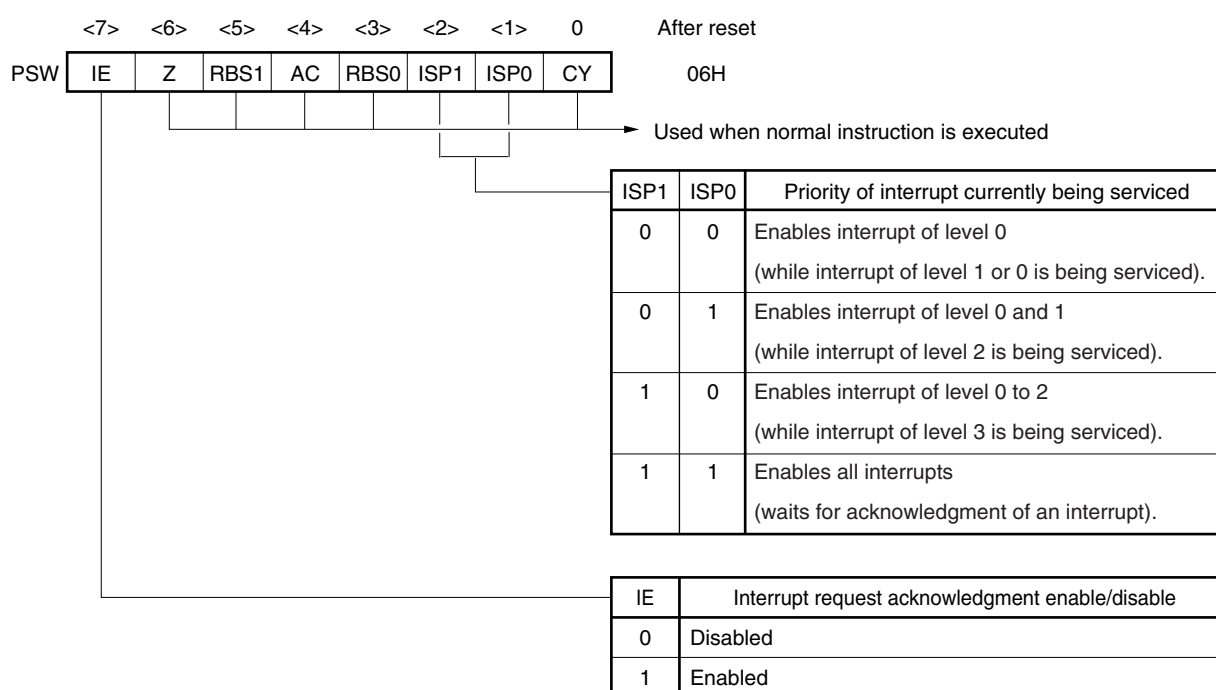 <7> <6> <5> <4> <3> <2> <1> 0 After reset
PSW IE Z RBS1 AC RBS0 ISP1 ISP0 CY 06H
Used when normal instruction is executed
ISP1 ISP0 Priority of interrupt currently being serviced
0 0 Enables interrupt of level 0
(while interrupt of level 1 or 0 is being serviced).
0 1 Enables interrupt of level 0 and 1
(while interrupt of level 2 is being serviced).
1 0 Enables interrupt of level 0 to 2
(while interrupt of level 3 is being serviced).
1 1 Enables all interrupts
(waits for acknowledgment of an interrupt).
IE Interrupt request acknowledgment enable/disable
0 Disabled
1 Enabled